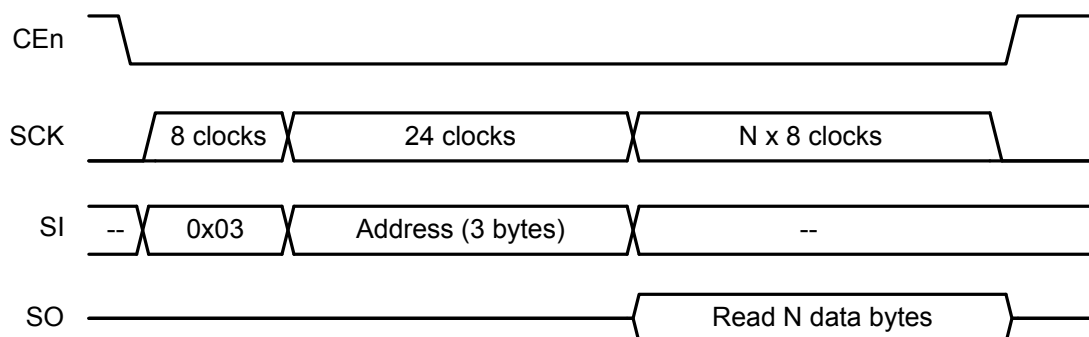 CEn
SCK 8 clocks 24 clocks N x 8 clocks
SI -- 0x03 Address (3 bytes) --
SO Read N data bytes